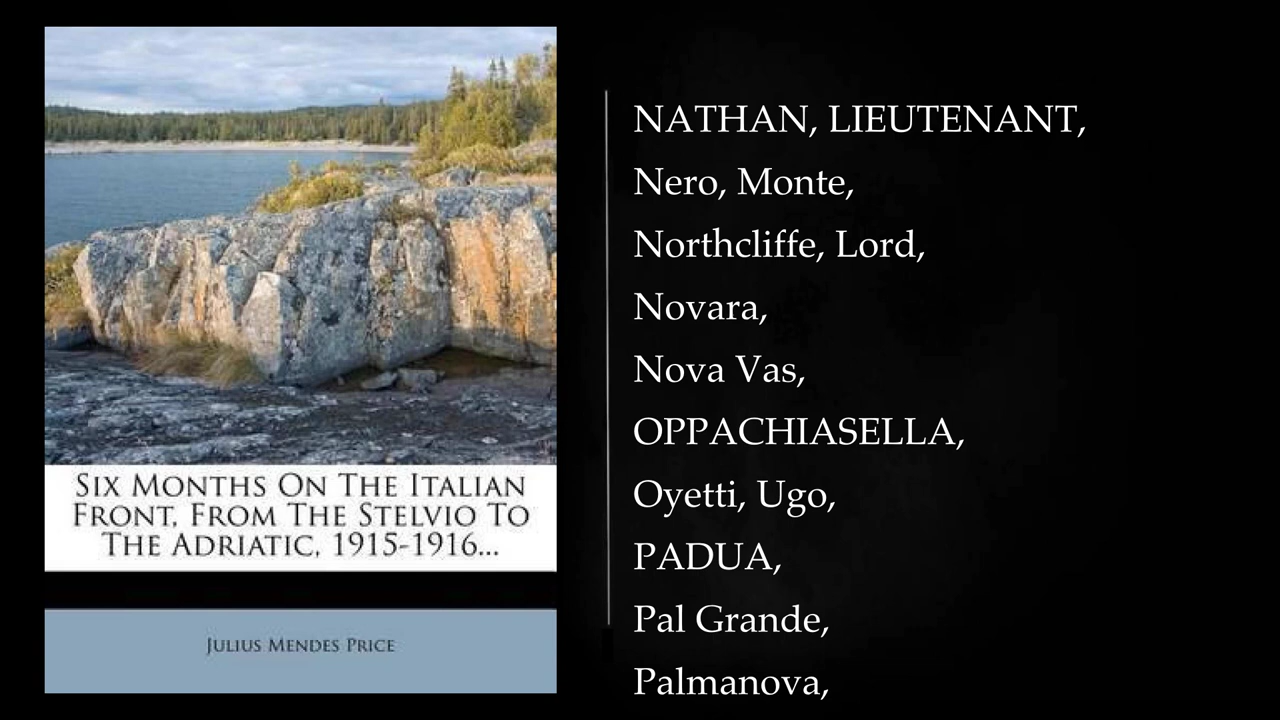 SIX MONTHS ON THE ITALIAN
FRONT, FROM THE STELVIO TO
THE ADRIATIC, 1915-1916...
JULIUS MENDES PRICE
NATHAN, LIEUTENANT,
Nero, Monte,
Northcliffe, Lord,
Novara,
Nova Vas,
OPPACHIASELLA,
Oyetti, Ugo,
PADUA,
Pal Grande,
Palmanova,